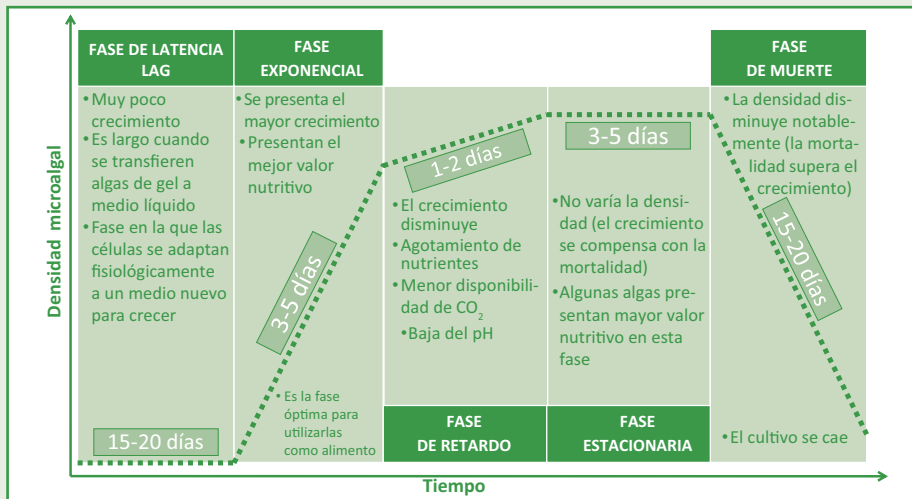 FASE DE LATENCIA
LAG
• Muy poco
crecimiento
• Es largo cuando
se transfieren
algas de gel a
medio líquido
• Fase en la que las
células se adaptan
fisiológicamente
a un medio nuevo
para crecer
15-20 días
FASE
EXPONENCIAL
• Se presenta el
mayor crecimiento
• Presentan el
mejor valor
nutritivo
3-5 días
• Es la fase
óptima para
utilizarlas
como alimento
1-2 días
• El crecimiento
disminuye
• Agotamiento de
nutrientes
• Menor disponibili-
dad de CO₂
• Baja del pH
FASE
DE RETARDO
3-5 días
• No varía la densi-
dad (el crecimiento
se compensa con la
mortalidad)
• Algunas algas pre-
sentan mayor valor
nutritivo en esta
fase
FASE
ESTACIONARIA
FASE
DE MUERTE
• La densidad dis-
minuye notable-
mente (la morta-
lidad supera el
crecimiento)
15-20 días
• El cultivo se cae
Densidad microalgal
Tiempo